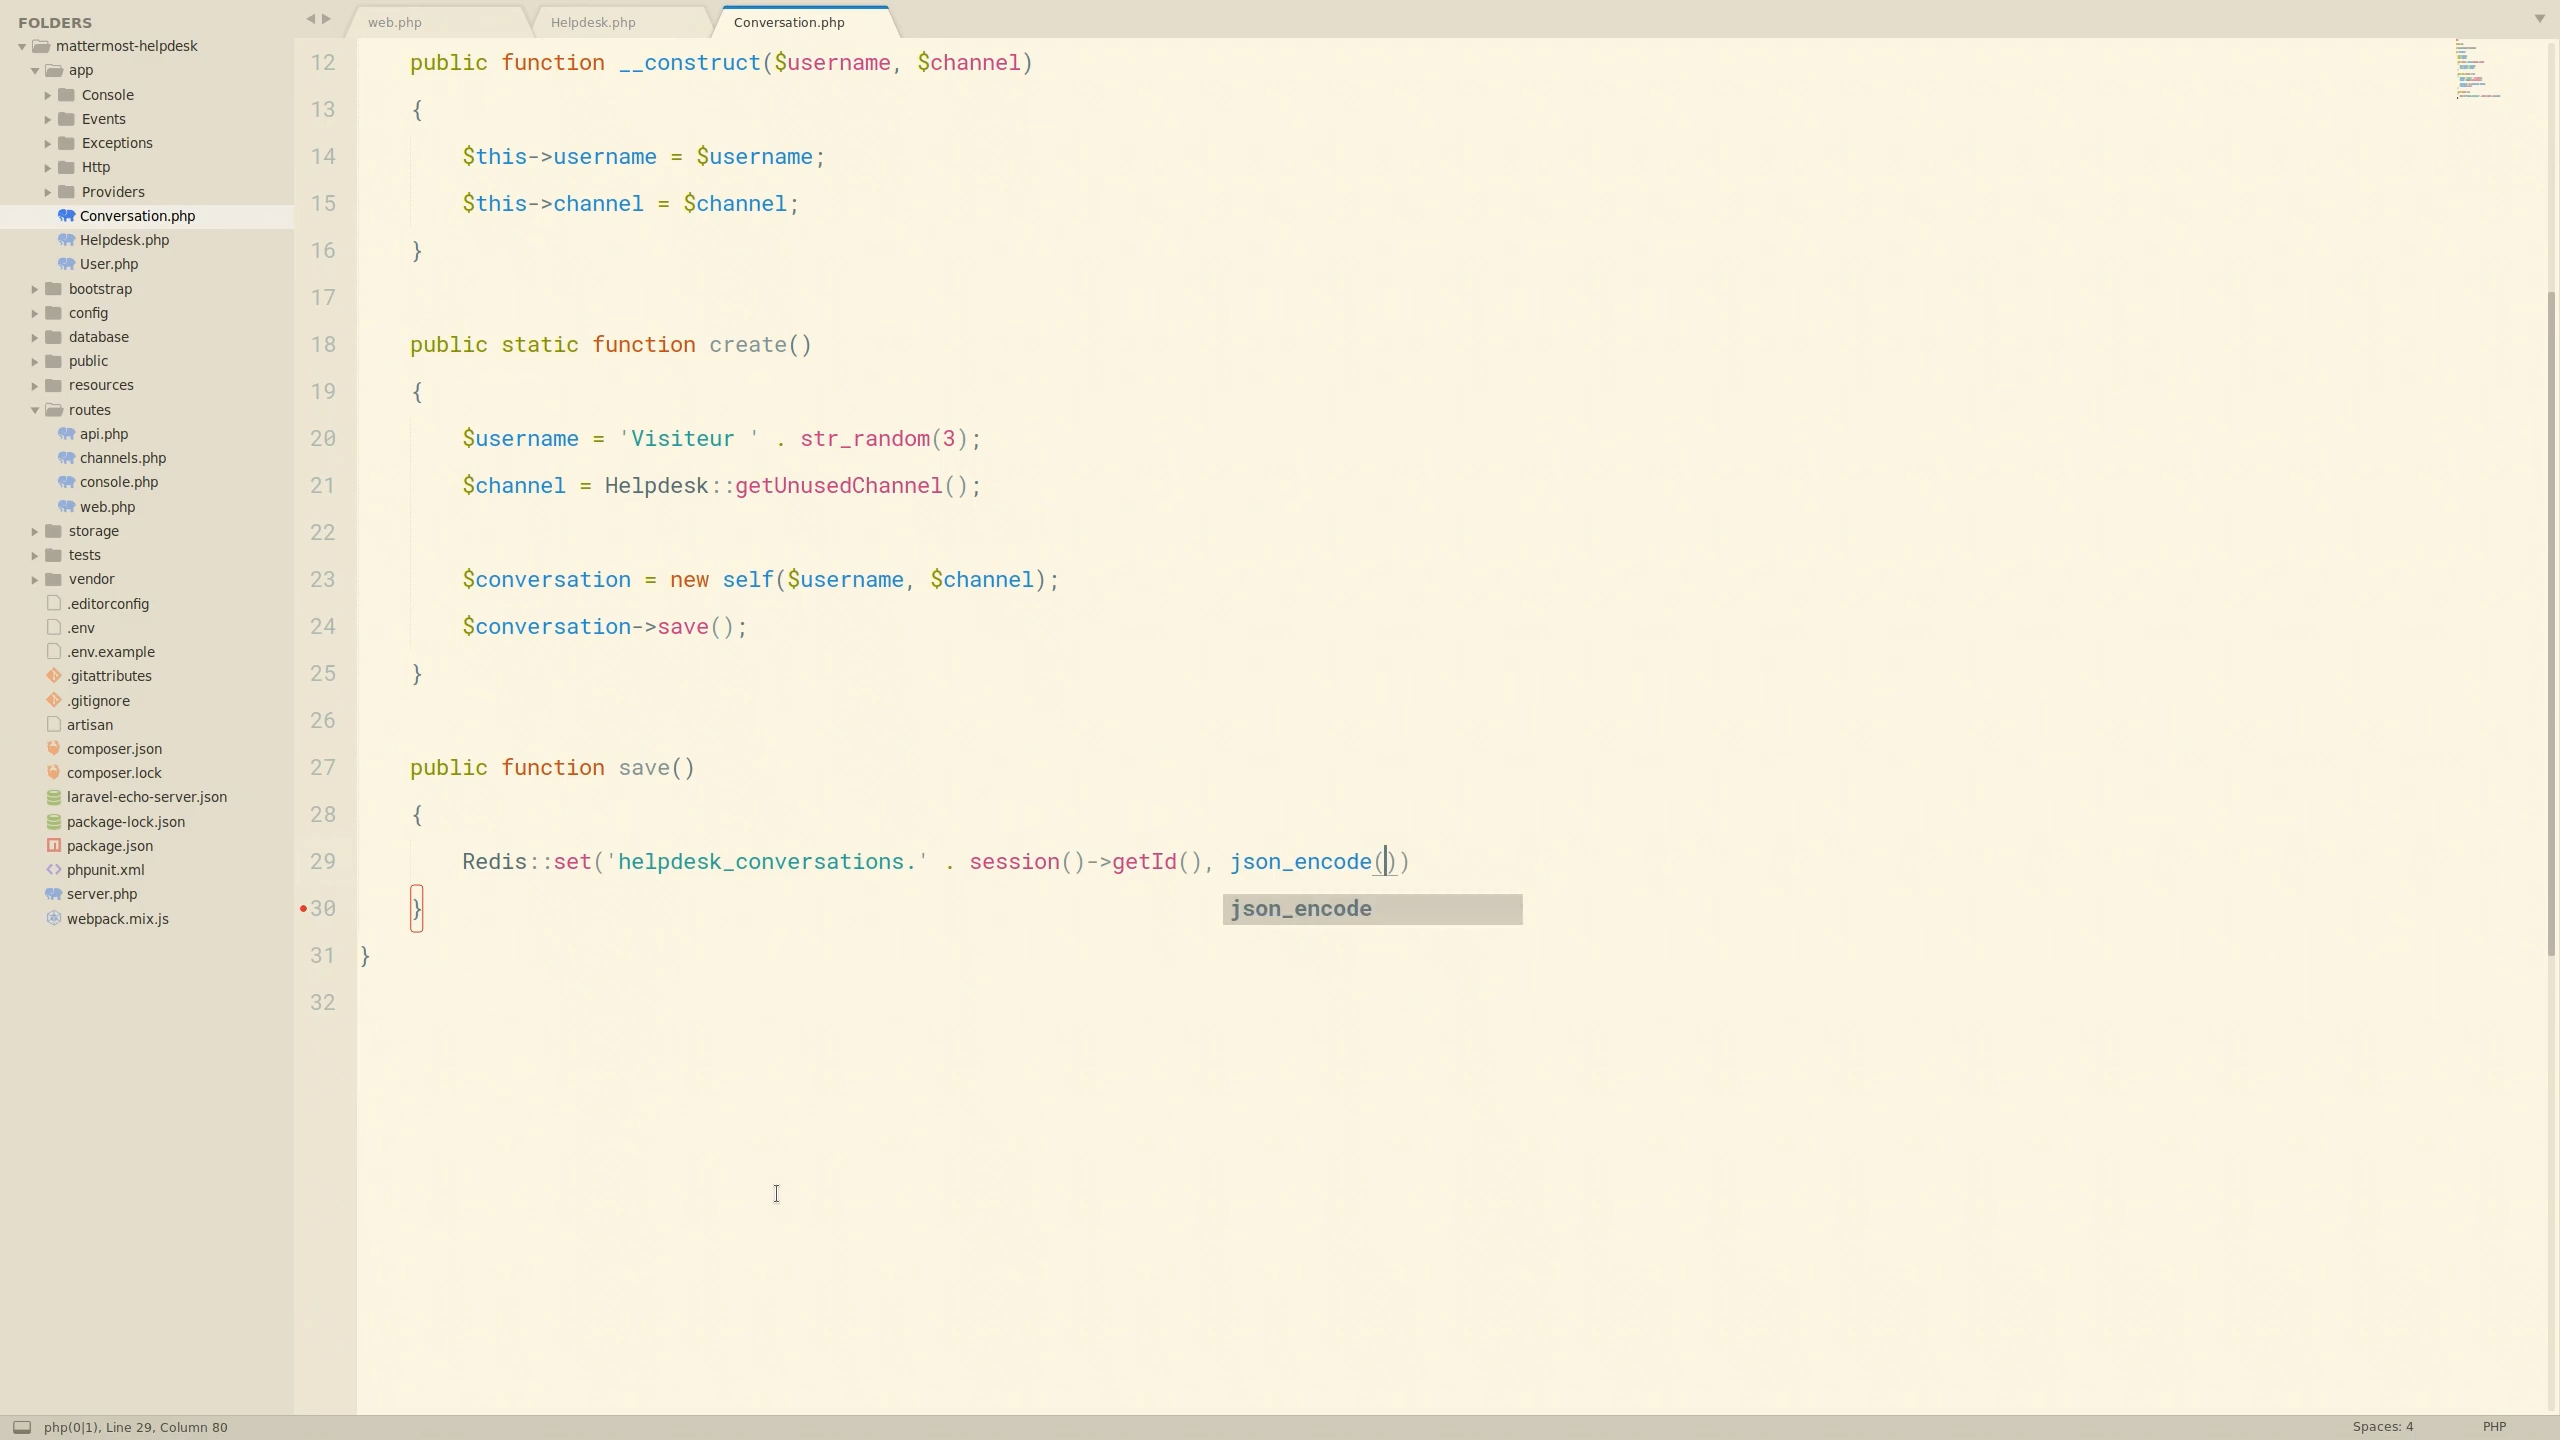 FOLDERS
mattermost-helpdesk
app
Console
Events
Exceptions
Http
Providers
Conversation.php
Helpdesk.php
User.php
bootstrap
config
database
public
resources
routes
api.php
channels.php
console.php
web.php
storage
tests
vendor
.editorconfig
.env
.env.example
.gitattributes
.gitignore
artisan
composer.json
composer.lock
laravel-echo-server.json
package-lock.json
package.json
phpunit.xml
server.php
webpack.mix.js
web.php
Helpdesk.php
Conversation.php
12 public function __construct($username, $channel)
13 {
14 $this->username = $username;
15 $this->channel = $channel;
16 }
17
18 public static function create()
19 {
20 $username = 'Visiteur ' . str_random(3);
21 $channel = Helpdesk::getUnusedChannel();
22
23 $conversation = new self($username, $channel);
24 $conversation->save();
25 }
26
27 public function save()
28 {
29 Redis::set('helpdesk_conversations.' . session()->getId(), json_encode())
json_encode
30 }
31 }
32
php(0|1), Line 29, Column 80
Spaces: 4
PHP